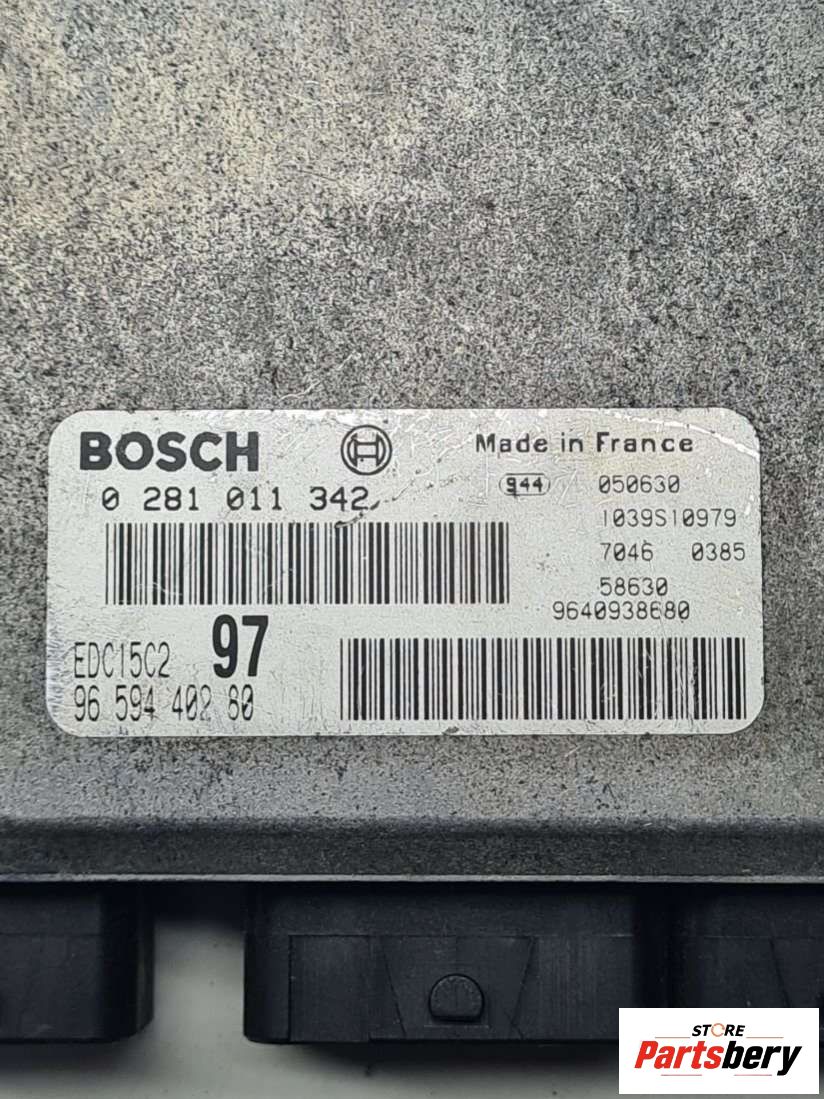 BOSCH
Made in France
0 281 011 342
944
050630
1039S10979
7046 0385
58630
9640938680
EDC15C2 97
96 594 402 80
STORE
Partsbery